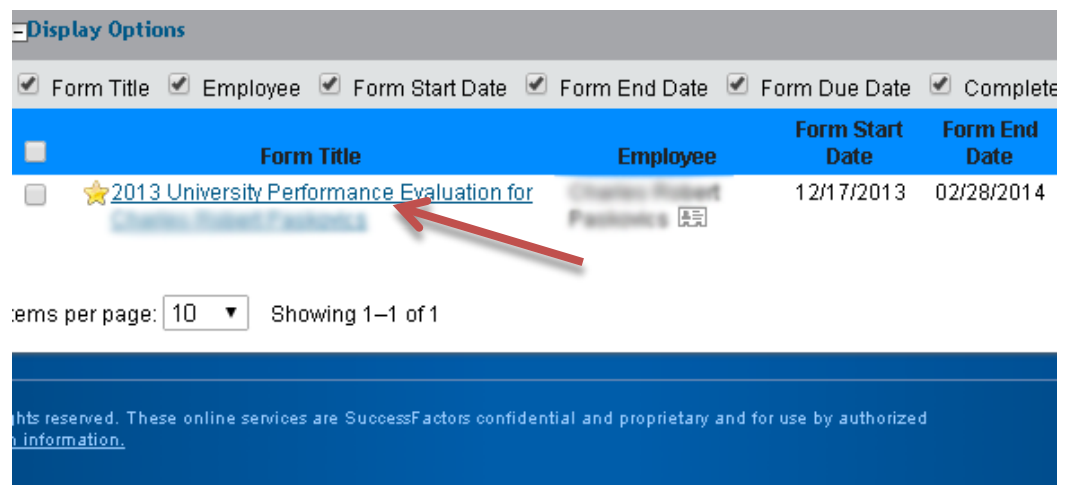 Display Options
Form Title Employee Form Start Date Form End Date Form Due Date Complete
Form Title Employee Form Start Date Form End Date
2013 University Performance Evaluation for 12/17/2013 02/28/2014
tems per page: 10 Showing 1–1 of 1
ghts reserved. These online services are SuccessFactors confidential and proprietary and for use by authorized
information.